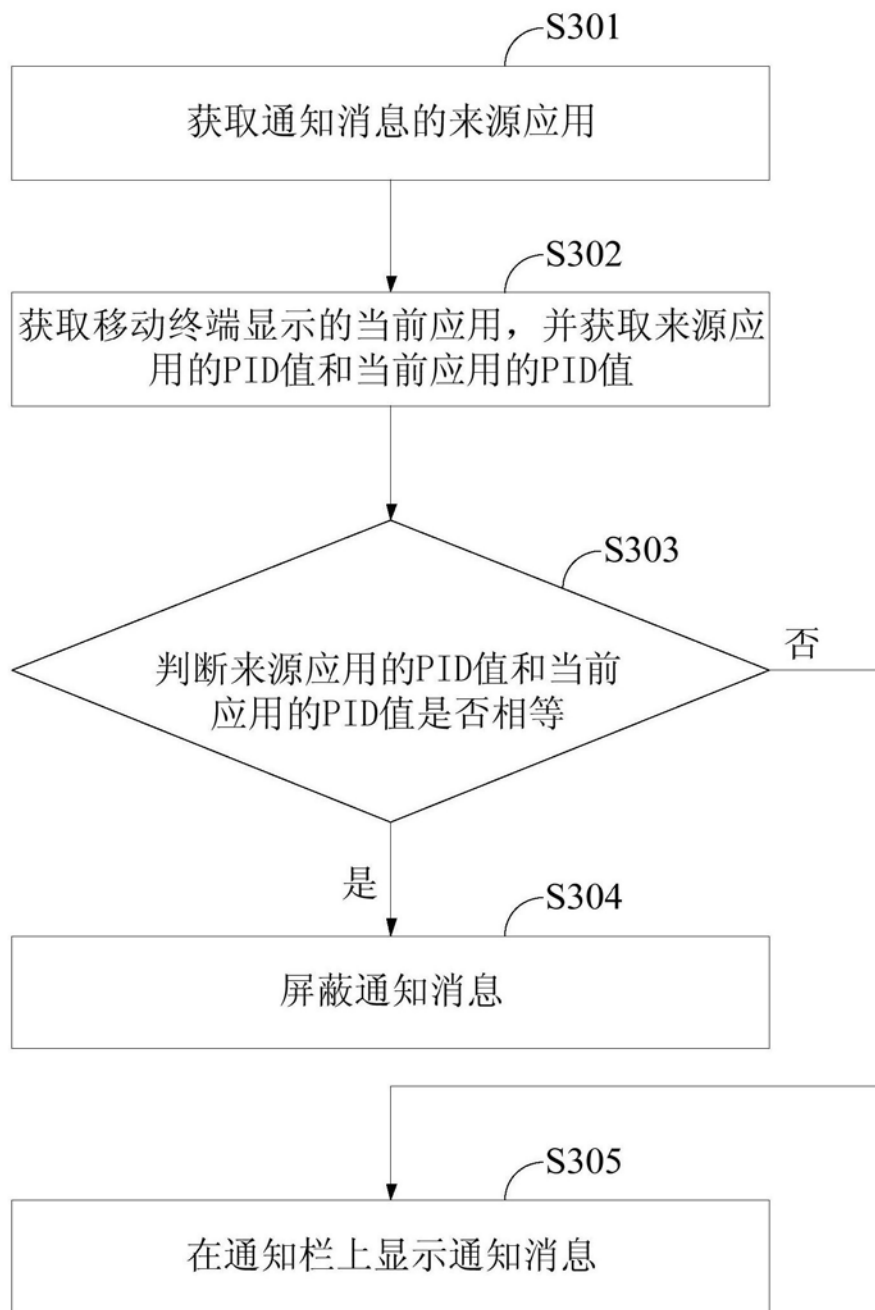 S301
获取通知消息的来源应用
S302
获取移动终端显示的当前应用，并获取来源应
用的PID值和当前应用的PID值
S303
判断来源应用的PID值和当前
应用的PID值是否相等
否
是
S304
屏蔽通知消息
S305
在通知栏上显示通知消息